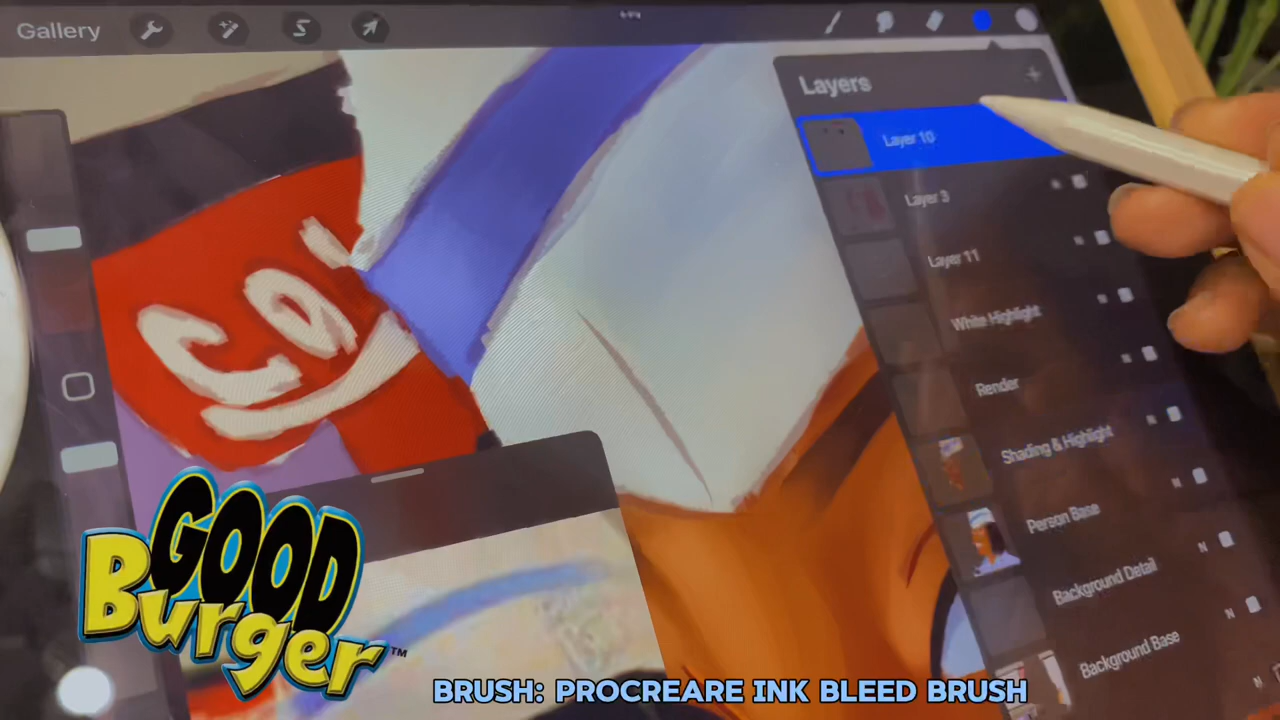 Gallery
Layers
Layer 10
Layer 3
Layer 11
White Highlight
Render
Shading & Highlight
Person Base
Background Detail
N
Background Base
N
N
GOOD
Burger™
BRUSH: PROCREARE INK BLEED BRUSH